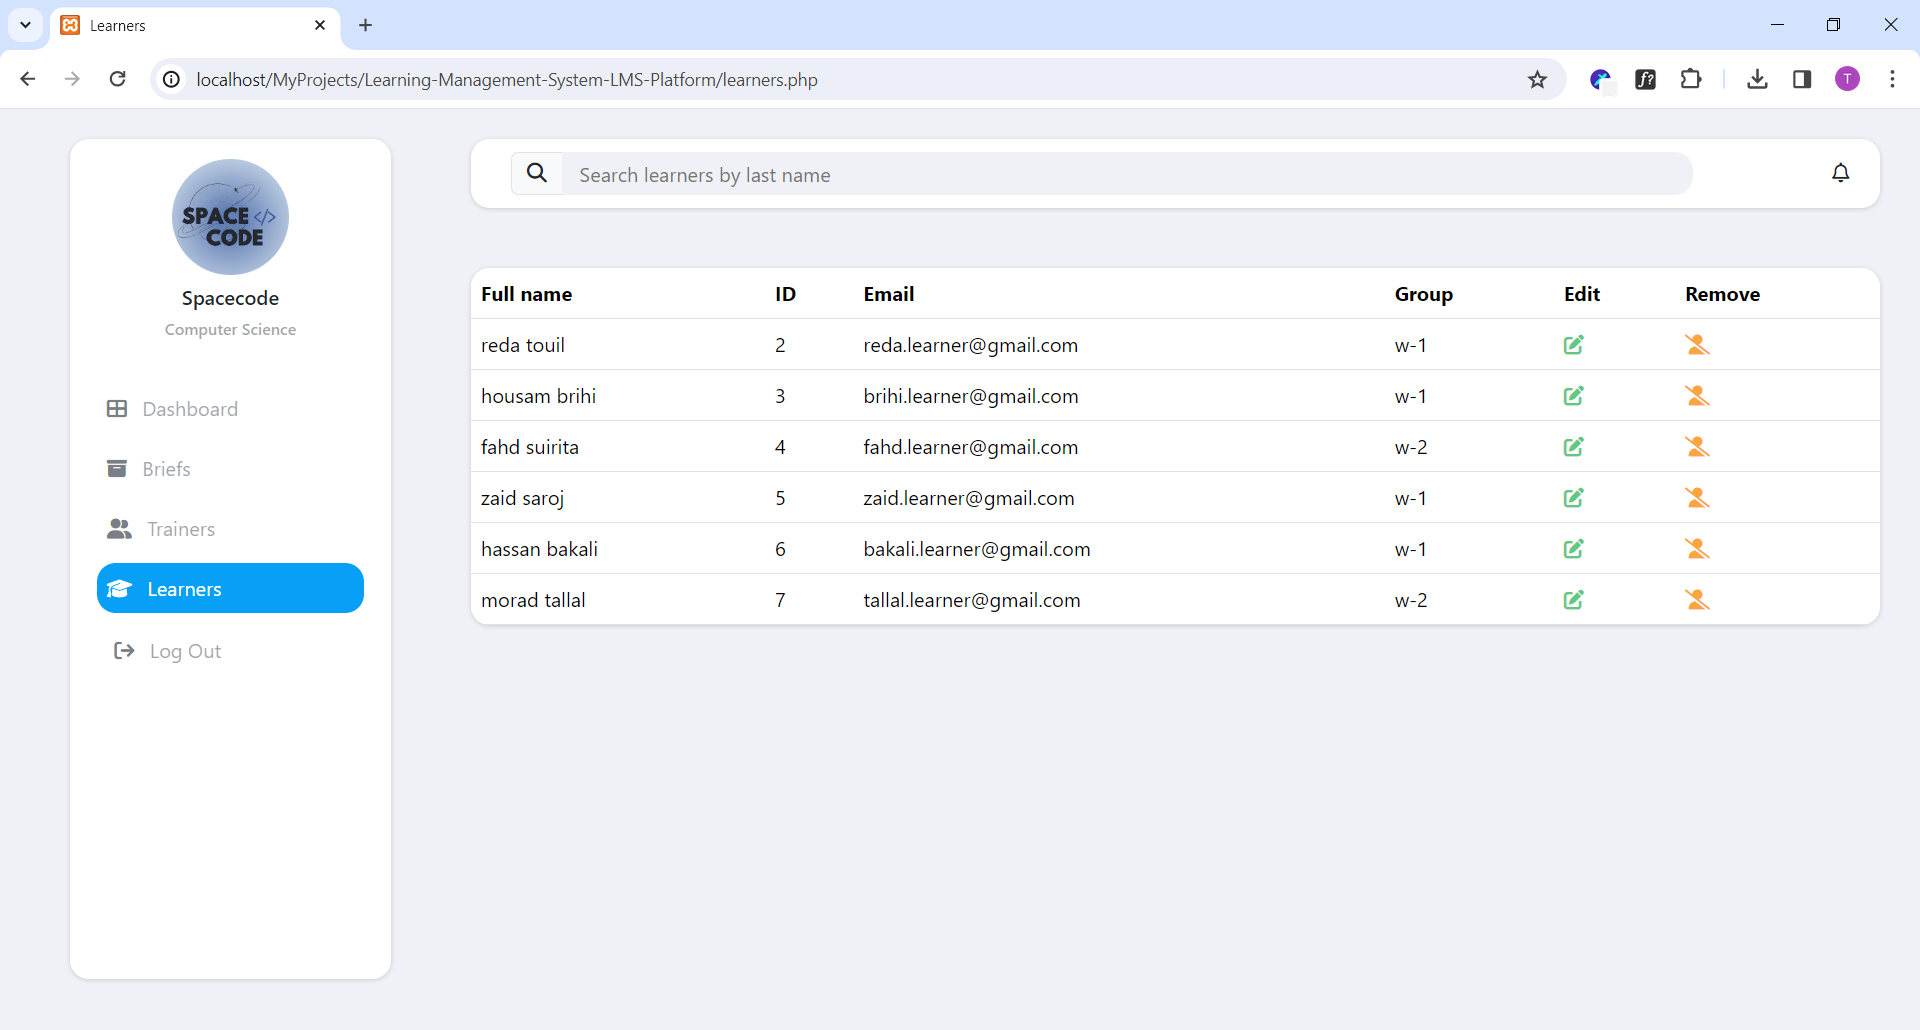 Learners
localhost/MyProjects/Learning-Management-System-LMS-Platform/learners.php
f?
T
SPACE </>
CODE
Spacecode
Computer Science
Dashboard
Briefs
Trainers
Learners
Log Out
Search learners by last name
Full name ID Email Group Edit Remove
reda touil 2 reda.learner@gmail.com w-1
housam brihi 3 brihi.learner@gmail.com w-1
fahd suirita 4 fahd.learner@gmail.com w-2
zaid saroj 5 zaid.learner@gmail.com w-1
hassan bakali 6 bakali.learner@gmail.com w-1
morad tallal 7 tallal.learner@gmail.com w-2